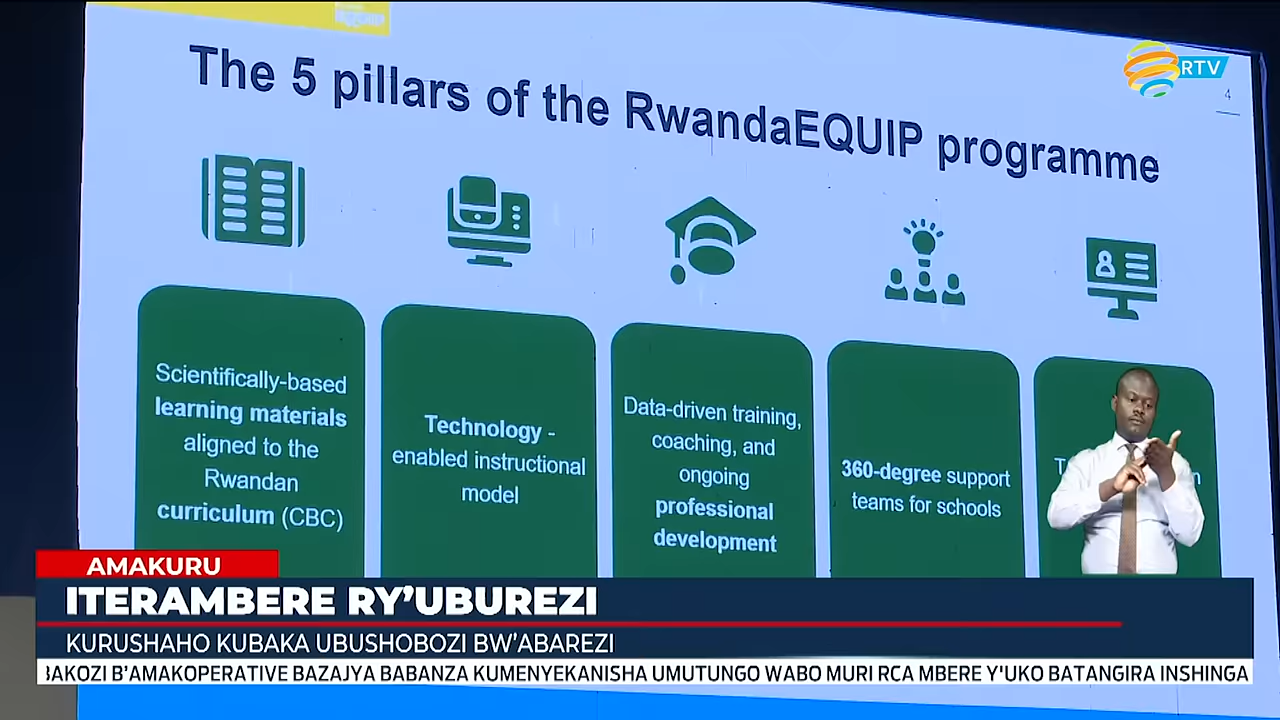 RTV
4
The 5 pillars of the RwandaEQUIP programme
Scientifically-based
learning materials
aligned to the
Rwandan
curriculum (CBC)
Technology -
enabled instructional
model
Data-driven training,
coaching, and
ongoing
professional
development
360-degree support
teams for schools
AMAKURU
ITERAMBERE RY'UBUREZI
KURUSHAHO KUBAKA UBUSHOBOZI BW'ABAREZI
BAKOZI B'AMAKOPERATIVE BAZAJYA BABANZA KUMENYEKANISHA UMUTUNGO WABO MURI RCA MBERE Y'UKO BATANGIRA INSHINGA